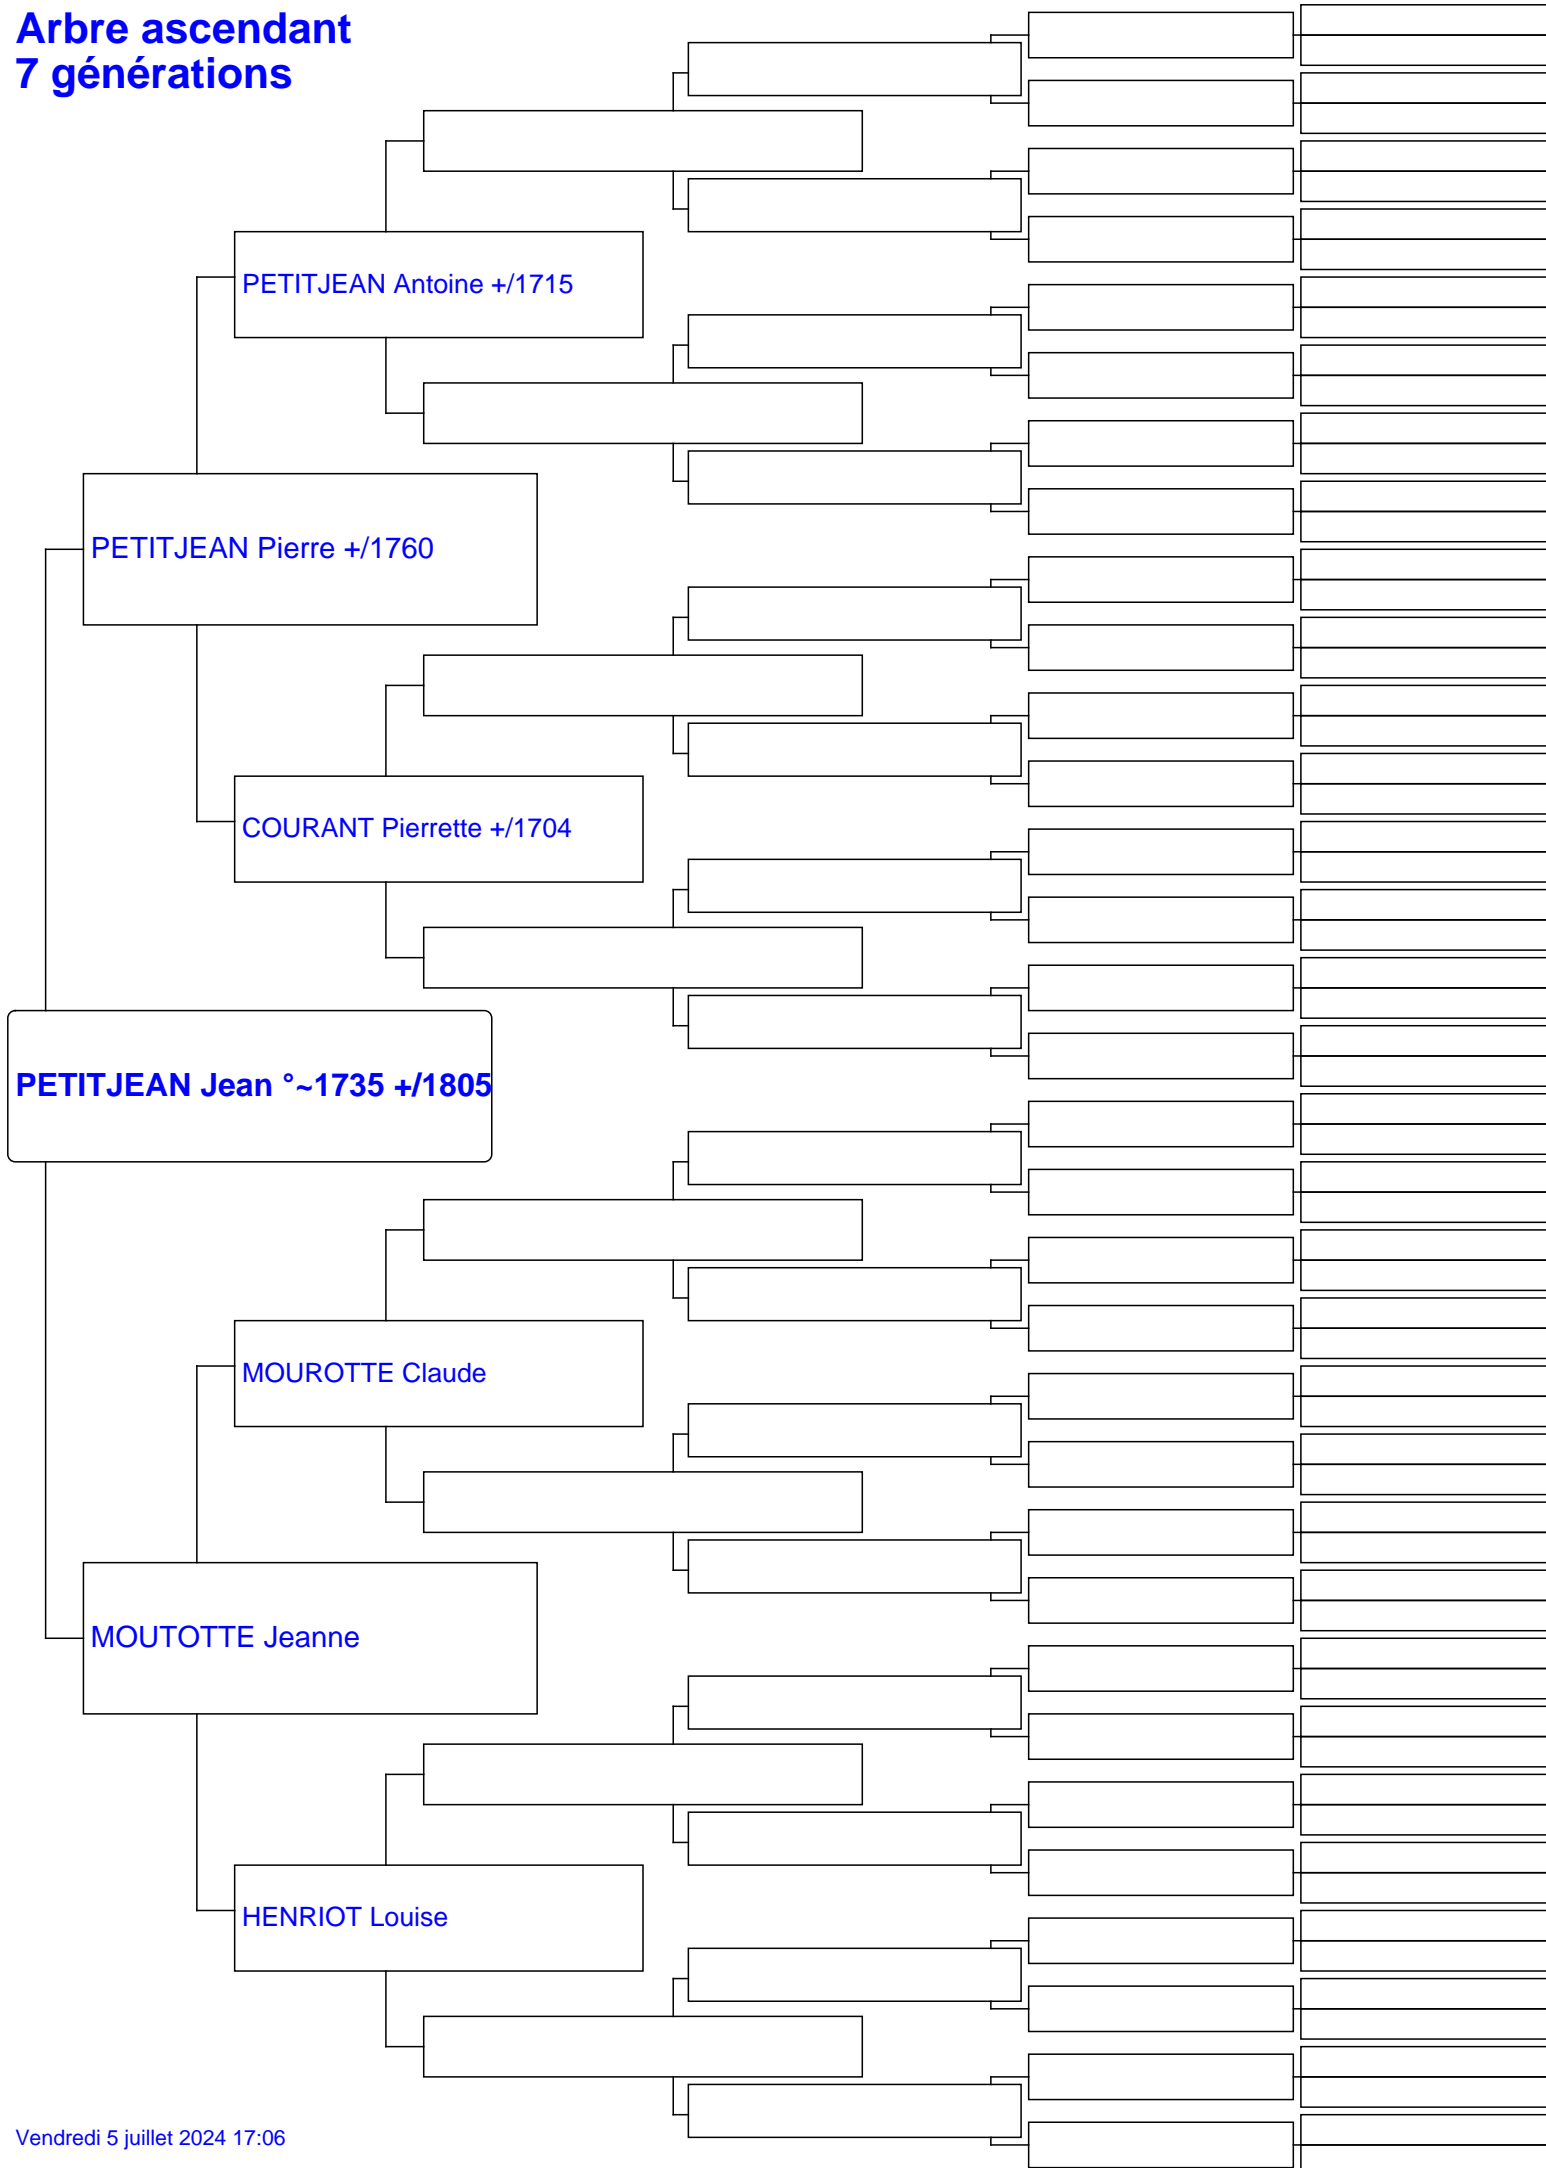 Arbre ascendant
7 générations
PETITJEAN Antoine +/1715
PETITJEAN Pierre +/1760
COURANT Pierrette +/1704
PETITJEAN Jean °~1735 +/1805
MOUROTTE Claude
MOUTOTTE Jeanne
HENRIOT Louise
Vendredi 5 juillet 2024 17:06